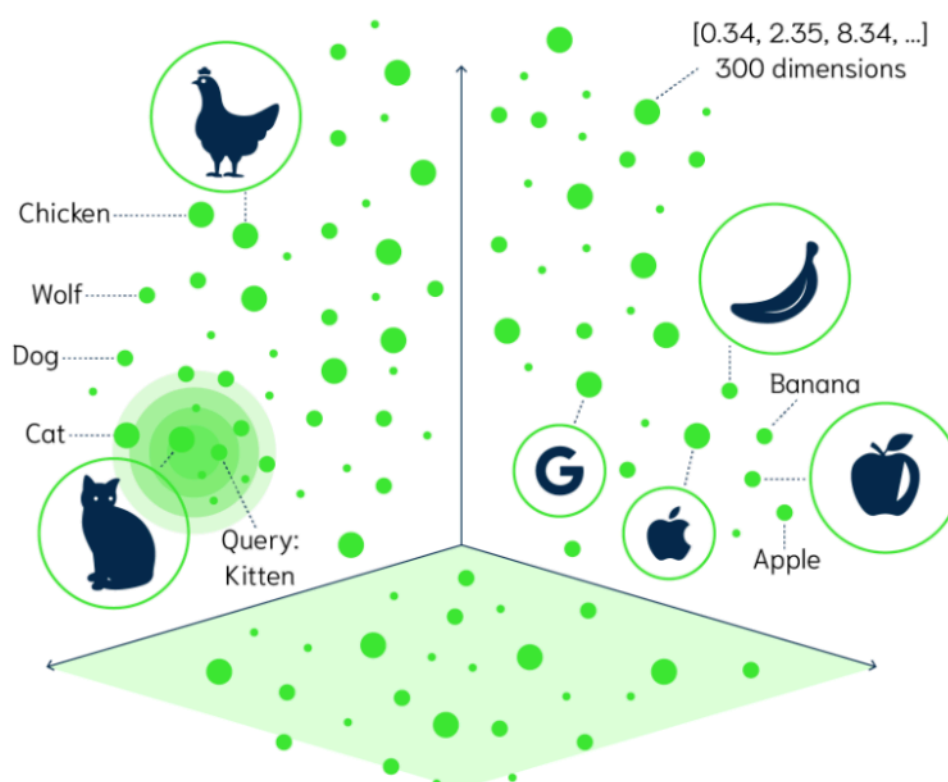 [0.34, 2.35, 8.34, ...]
300 dimensions
Chicken
Wolf
Dog
Banana
Cat
G
Query:
Kitten
Apple